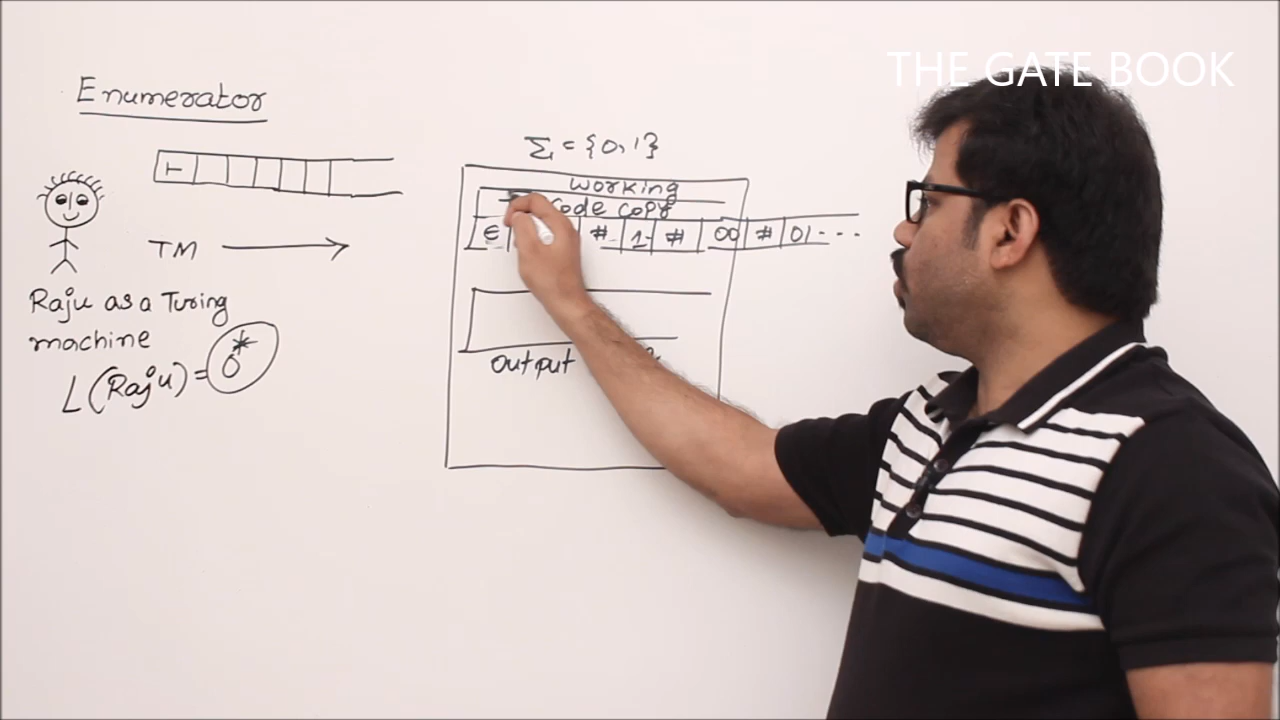 THE GATE BOOK
Enumerator
Σ = {0, 1}
⊢
working
code copy
ϵ # 1 # 00 # 01 ...
TM
Raju as a Turing
machine
L(Raju) = 0*
output